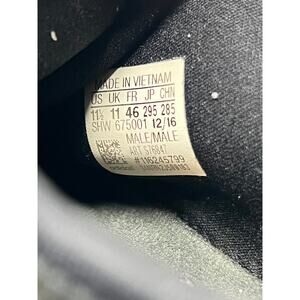 MADE IN VIETNAM
US UK FR JP CHN
11½ 11 46 295 285
SHW 675001 12/16
MALE/MALE
ART S76847
#116245799